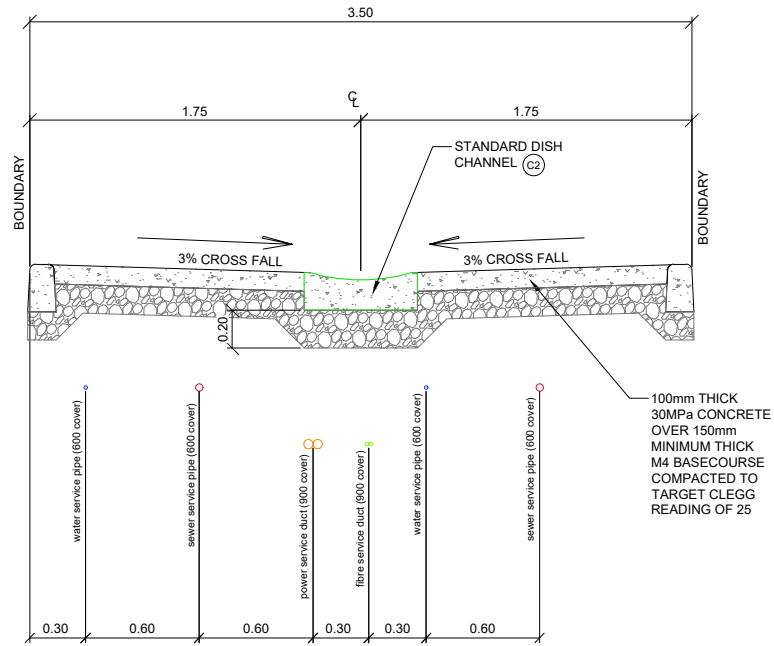 3.50
℄
1.75
1.75
STANDARD DISH
CHANNEL C2
BOUNDARY
BOUNDARY
3% CROSS FALL
3% CROSS FALL
0.20
100mm THICK
30MPa CONCRETE
OVER 150mm
MINIMUM THICK
M4 BASECOURSE
COMPACTED TO
TARGET CLEGG
READING OF 25
water service pipe (600 cover)
sewer service pipe (600 cover)
power service duct (900 cover)
fibre service duct (900 cover)
water service pipe (600 cover)
sewer service pipe (600 cover)
0.30
0.60
0.60
0.30
0.30
0.60